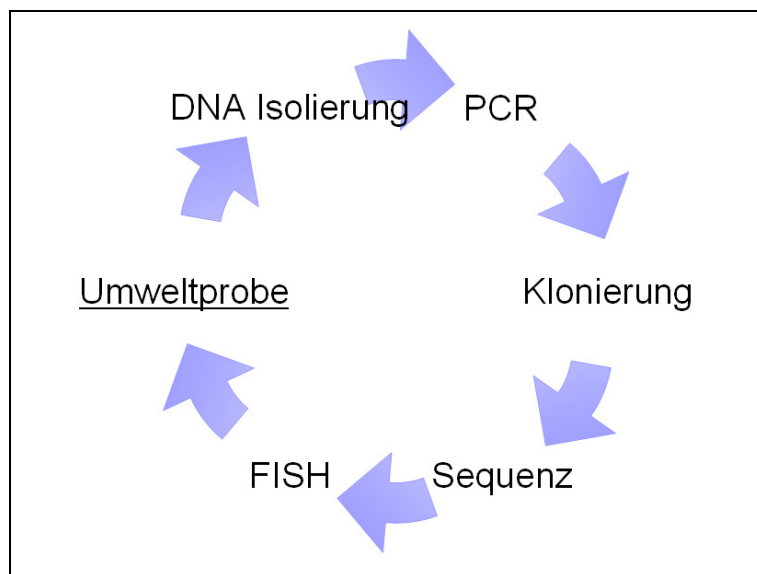 DNA Isolierung
PCR
Umweltprobe
Klonierung
FISH
Sequenz